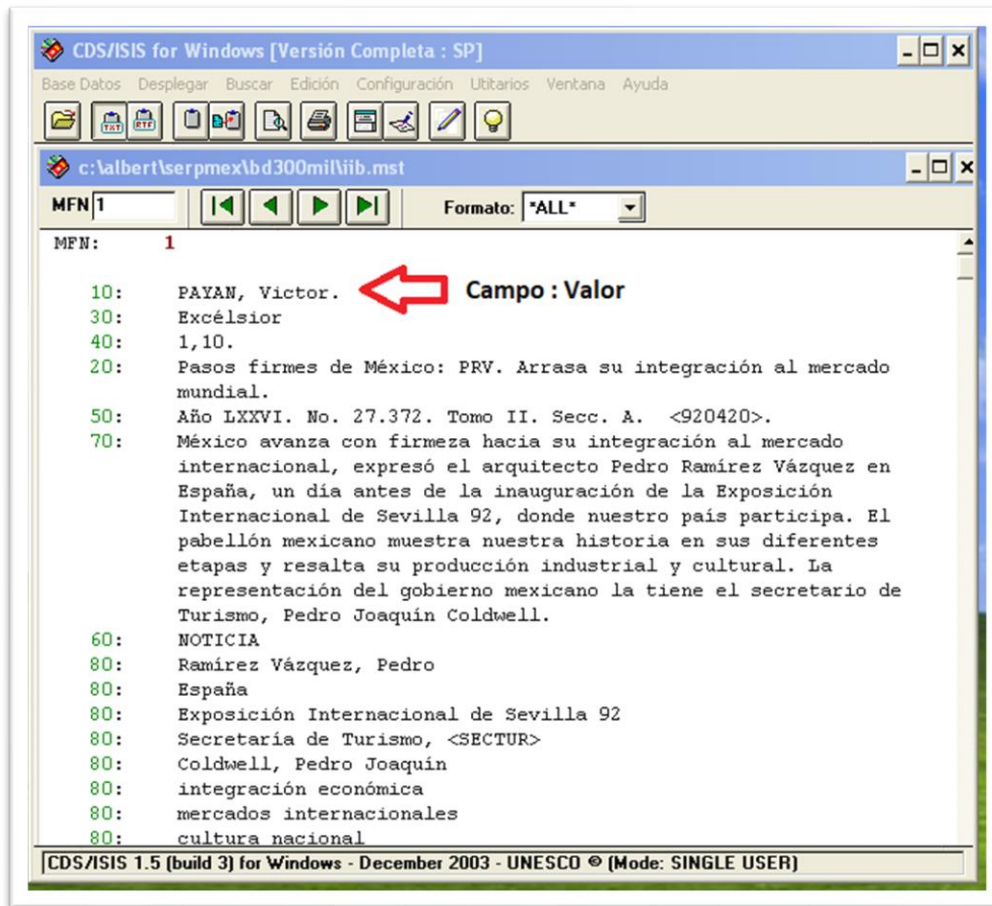 CDS/ISIS for Windows [Versión Completa : SP]
Base Datos Desplegar Buscar Edición Configuración Utitarios Ventana Ayuda
TXT RTF
c:\albert\serpmex\bd300mil\iib.mst
MFN 1 Formato: *ALL*
MFN: 1
10: PAYAN, Victor. Campo : Valor
30: Excélsior
40: 1,10.
20: Pasos firmes de México: PRV. Arrasa su integración al mercado
mundial.
50: Año LXXVI. No. 27.372. Tomo II. Secc. A. <920420>.
70: México avanza con firmeza hacia su integración al mercado
internacional, expresó el arquitecto Pedro Ramírez Vázquez en
España, un día antes de la inauguración de la Exposición
Internacional de Sevilla 92, donde nuestro país participa. El
pabellón mexicano muestra nuestra historia en sus diferentes
etapas y resalta su producción industrial y cultural. La
representación del gobierno mexicano la tiene el secretario de
Turismo, Pedro Joaquín Coldwell.
60: NOTICIA
80: Ramírez Vázquez, Pedro
80: España
80: Exposición Internacional de Sevilla 92
80: Secretaría de Turismo, <SECTUR>
80: Coldwell, Pedro Joaquín
80: integración económica
80: mercados internacionales
80: cultura nacional
CDS/ISIS 1.5 (build 3) for Windows - December 2003 - UNESCO © (Mode: SINGLE USER)